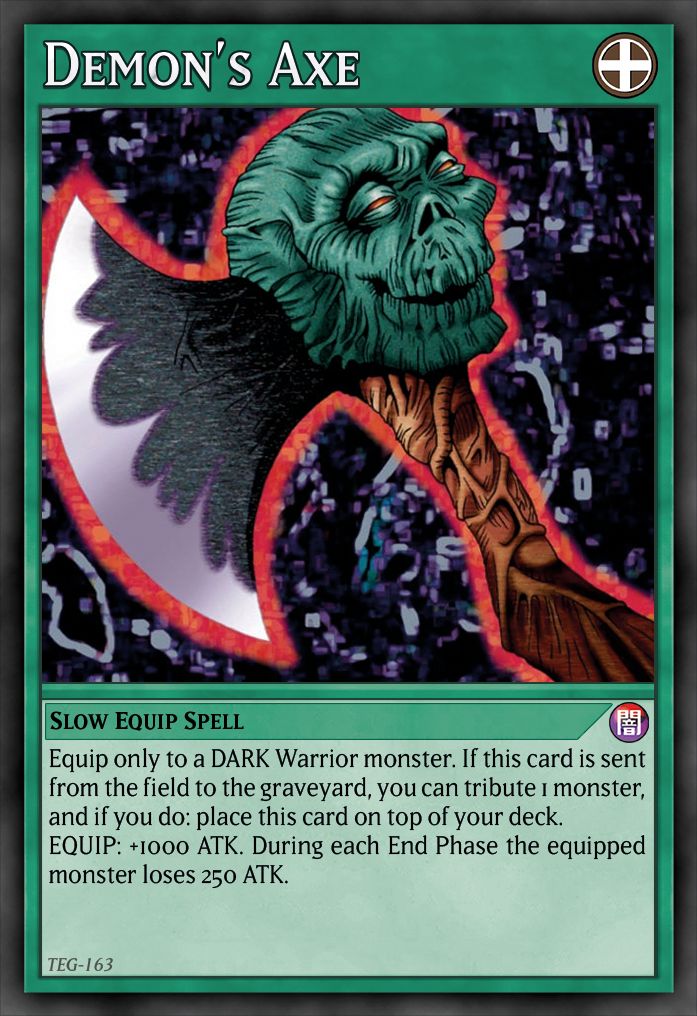 Demon's Axe
Slow Equip Spell
闇
Equip only to a DARK Warrior monster. If this card is sent
from the field to the graveyard, you can tribute 1 monster,
and if you do: place this card on top of your deck.
EQUIP: +1000 ATK. During each End Phase the equipped
monster loses 250 ATK.
TEG-163